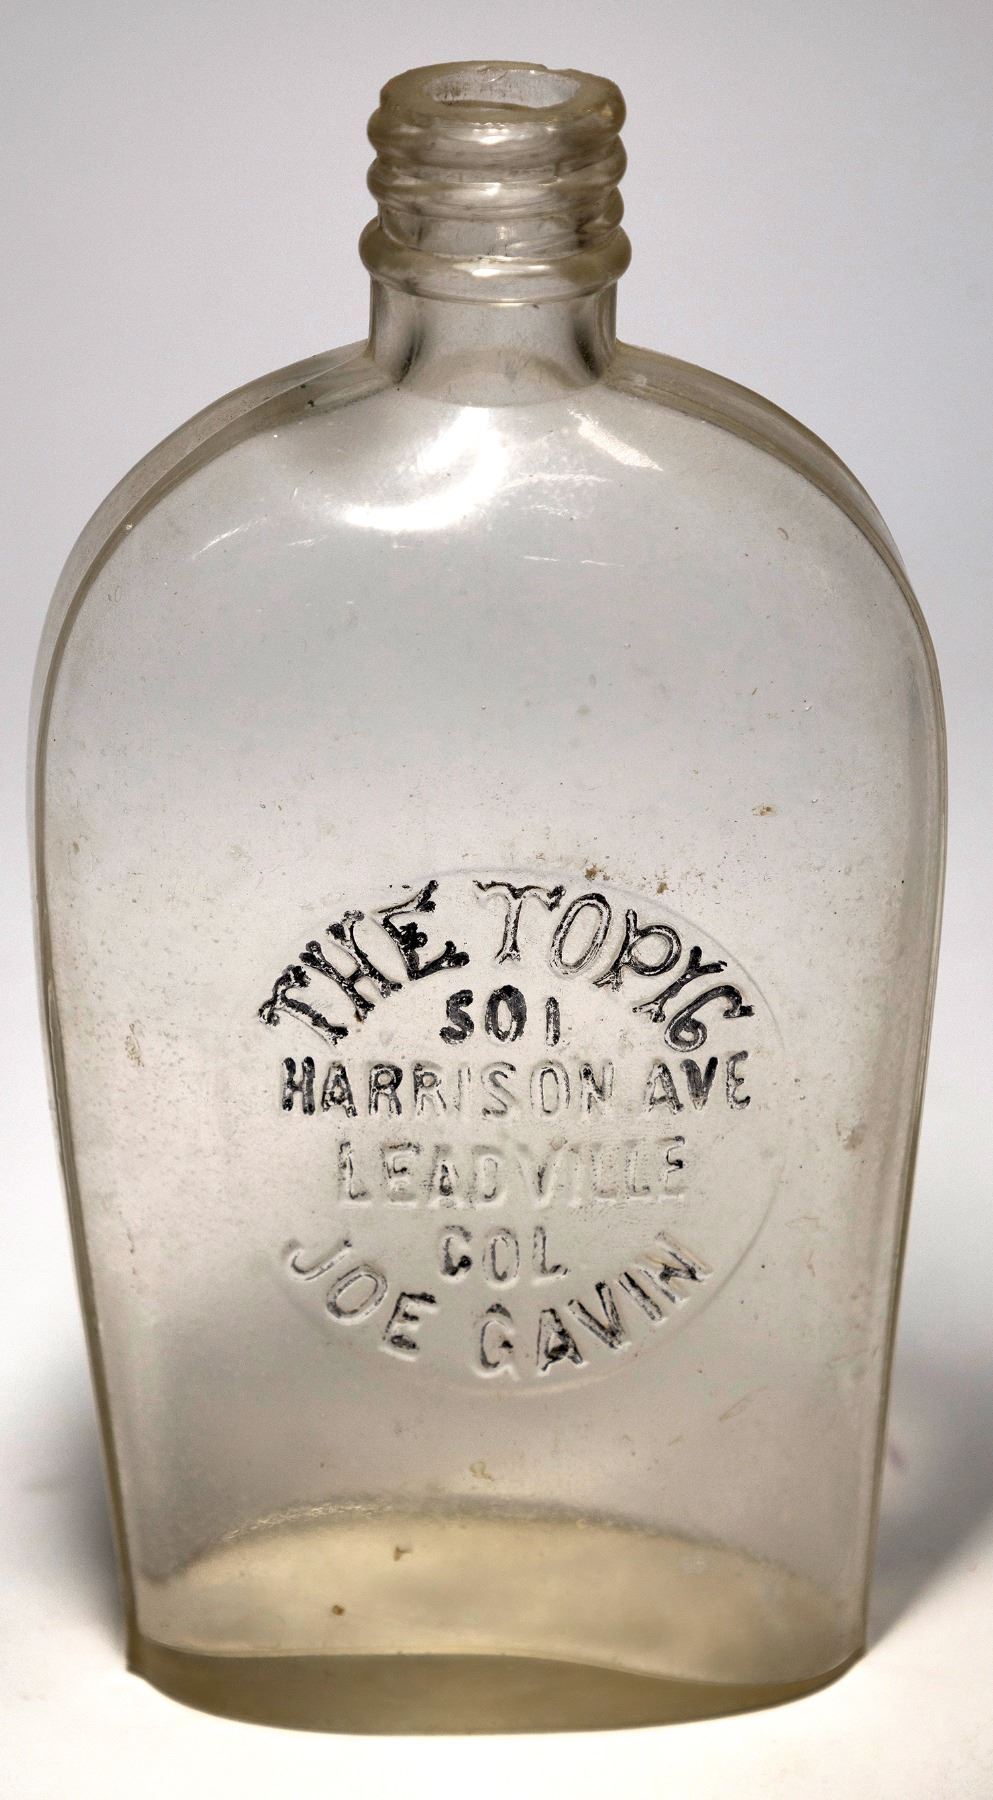 THE TOPIC
501
HARRISON AVE
LEADVILLE
COL
JOE GAVIN